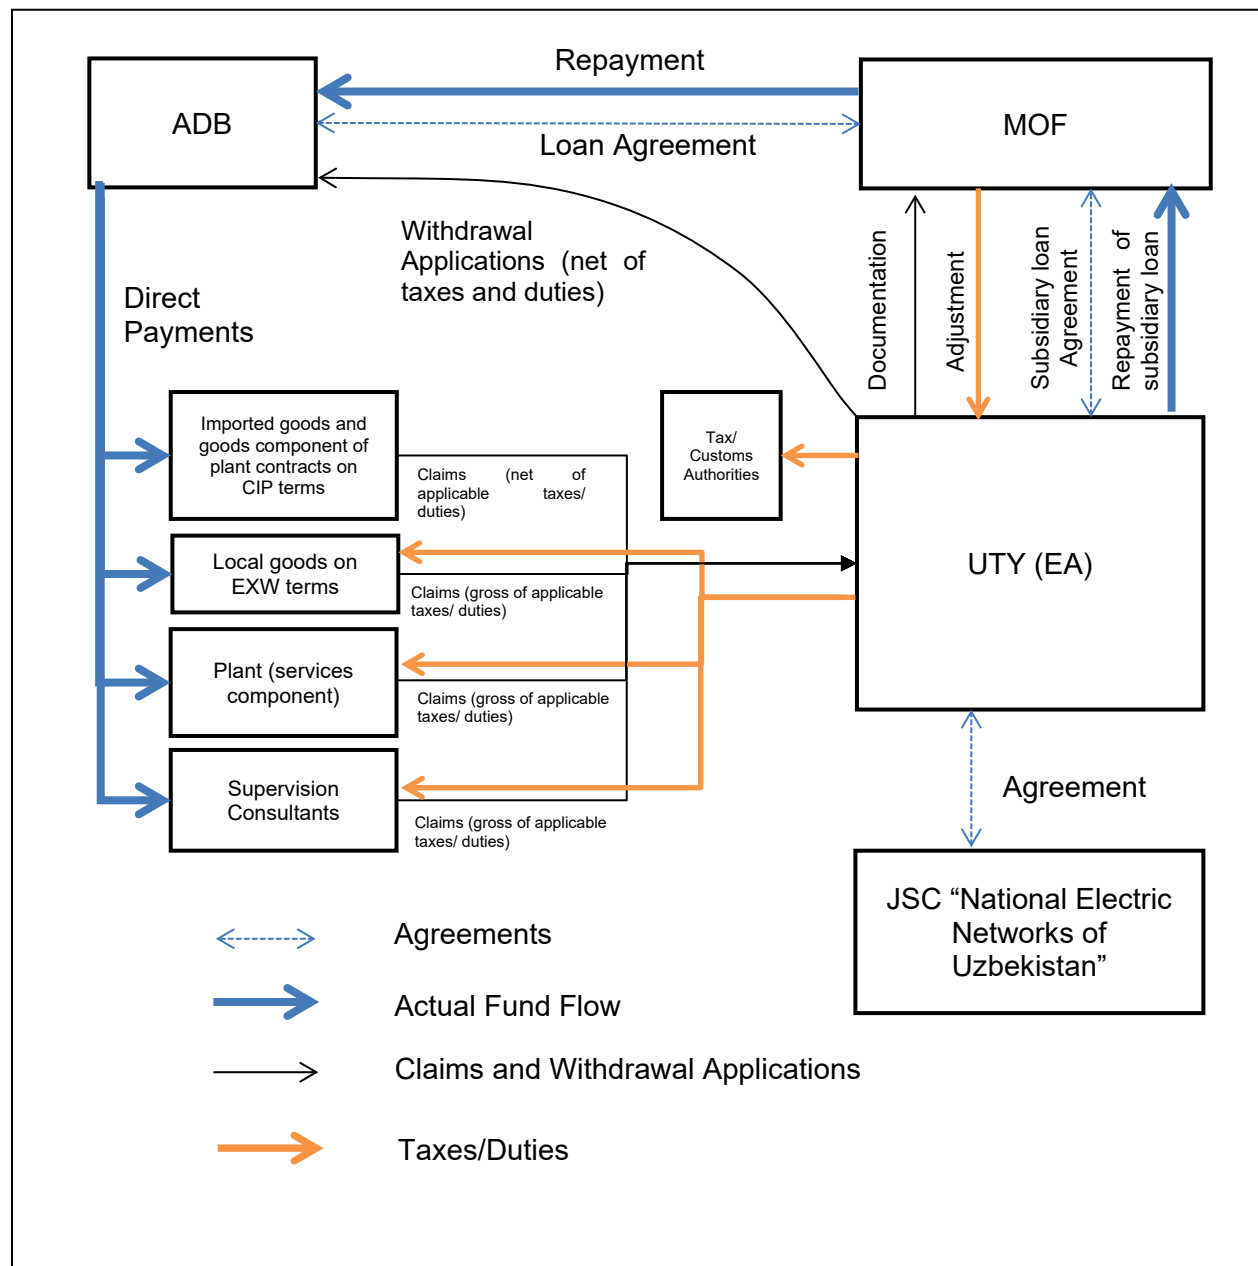 Repayment
ADB
MOF
Loan Agreement
Withdrawal
Applications (net of
taxes and duties)
Documentation
Adjustment
Subsidiary loan
Agreement
Repayment of
subsidiary loan
Direct
Payments
Imported goods and
goods component of
plant contracts on
CIP terms
Claims (net of
applicable taxes/
duties)
Tax/
Customs
Authorities
Local goods on
EXW terms
Claims (gross of applicable
taxes/ duties)
UTY (EA)
Plant (services
component)
Claims (gross of applicable
taxes/ duties)
Supervision
Consultants
Claims (gross of applicable
taxes/ duties)
Agreement
JSC “National Electric
Networks of
Uzbekistan”
Agreements
Actual Fund Flow
Claims and Withdrawal Applications
Taxes/Duties